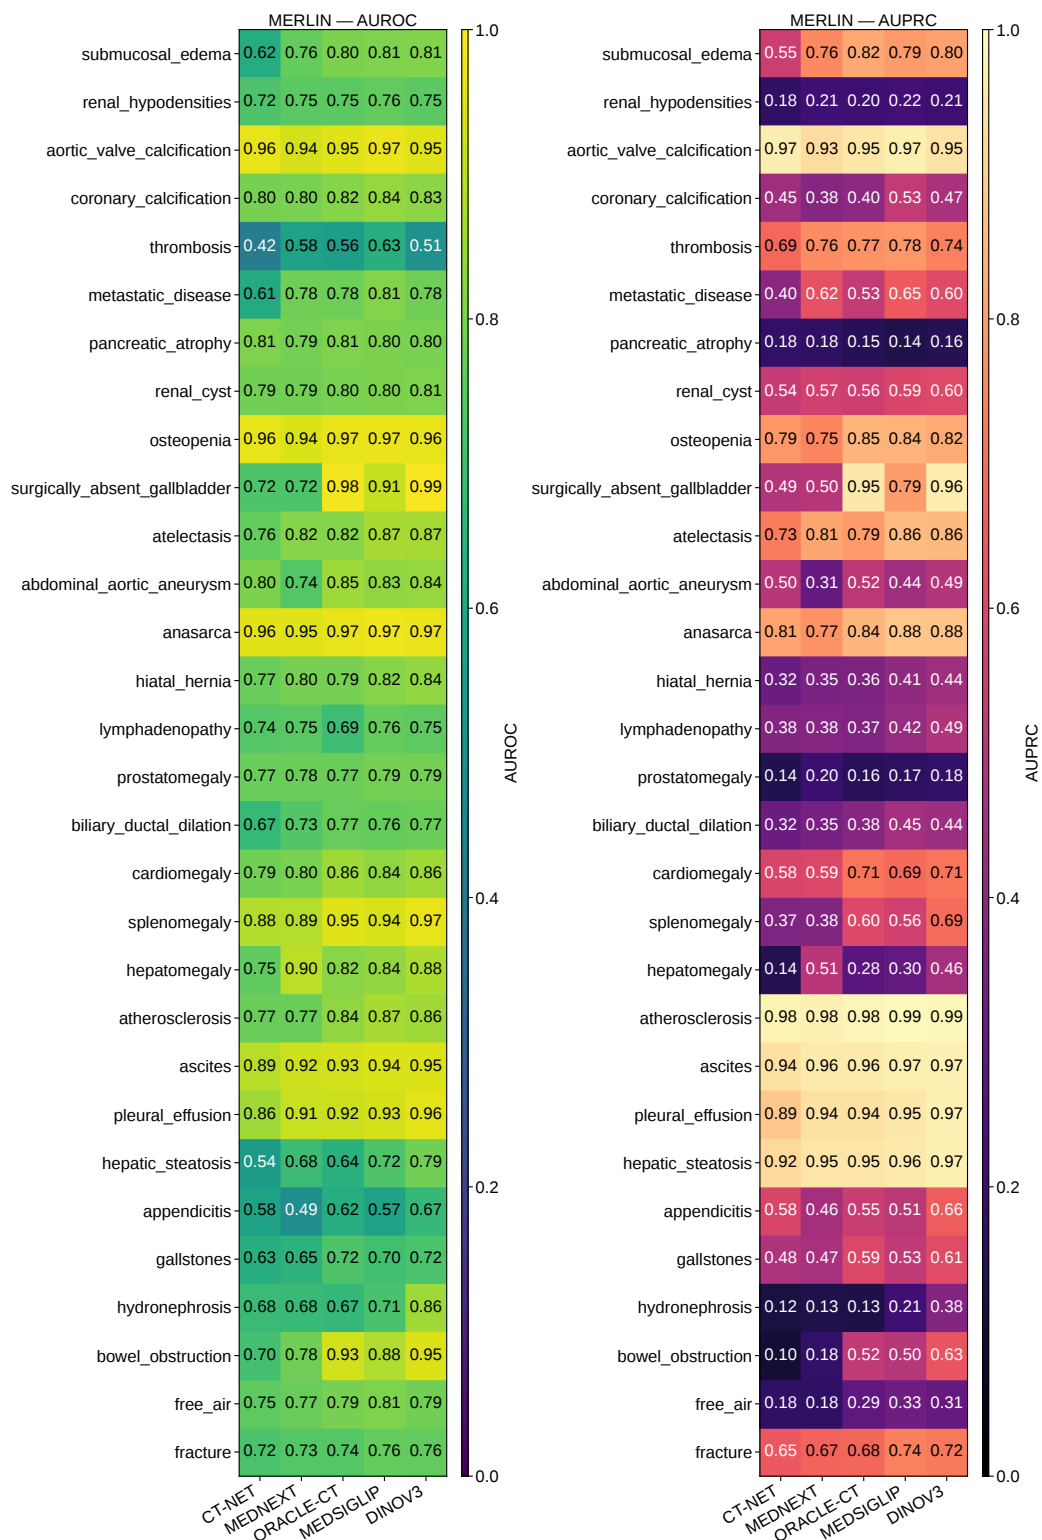 MERLIN — AUROC
submucosal_edema 0.62 0.76 0.80 0.81 0.81
renal_hypodensities 0.72 0.75 0.75 0.76 0.75
aortic_valve_calcification 0.96 0.94 0.95 0.97 0.95
coronary_calcification 0.80 0.80 0.82 0.84 0.83
thrombosis 0.42 0.58 0.56 0.63 0.51
metastatic_disease 0.61 0.78 0.78 0.81 0.78
pancreatic_atrophy 0.81 0.79 0.81 0.80 0.80
renal_cyst 0.79 0.79 0.80 0.80 0.81
osteopenia 0.96 0.94 0.97 0.97 0.96
surgically_absent_gallbladder 0.72 0.72 0.98 0.91 0.99
atelectasis 0.76 0.82 0.82 0.87 0.87
abdominal_aortic_aneurysm 0.80 0.74 0.85 0.83 0.84
anasarca 0.96 0.95 0.97 0.97 0.97
hiatal_hernia 0.77 0.80 0.79 0.82 0.84
lymphadenopathy 0.74 0.75 0.69 0.76 0.75
prostatomegaly 0.77 0.78 0.77 0.79 0.79
biliary_ductal_dilation 0.67 0.73 0.77 0.76 0.77
cardiomegaly 0.79 0.80 0.86 0.84 0.86
splenomegaly 0.88 0.89 0.95 0.94 0.97
hepatomegaly 0.75 0.90 0.82 0.84 0.88
atherosclerosis 0.77 0.77 0.84 0.87 0.86
ascites 0.89 0.92 0.93 0.94 0.95
pleural_effusion 0.86 0.91 0.92 0.93 0.96
hepatic_steatosis 0.54 0.68 0.64 0.72 0.79
appendicitis 0.58 0.49 0.62 0.57 0.67
gallstones 0.63 0.65 0.72 0.70 0.72
hydronephrosis 0.68 0.68 0.67 0.71 0.86
bowel_obstruction 0.70 0.78 0.93 0.88 0.95
free_air 0.75 0.77 0.79 0.81 0.79
fracture 0.72 0.73 0.74 0.76 0.76
CT-NET
MEDNEXT
ORACLE-CT
MEDSIGLIP
DINOV3
1.0
0.8
0.6
0.4
0.2
0.0
AUROC
MERLIN — AUPRC
submucosal_edema 0.55 0.76 0.82 0.79 0.80
renal_hypodensities 0.18 0.21 0.20 0.22 0.21
aortic_valve_calcification 0.97 0.93 0.95 0.97 0.95
coronary_calcification 0.45 0.38 0.40 0.53 0.47
thrombosis 0.69 0.76 0.77 0.78 0.74
metastatic_disease 0.40 0.62 0.53 0.65 0.60
pancreatic_atrophy 0.18 0.18 0.15 0.14 0.16
renal_cyst 0.54 0.57 0.56 0.59 0.60
osteopenia 0.79 0.75 0.85 0.84 0.82
surgically_absent_gallbladder 0.49 0.50 0.95 0.79 0.96
atelectasis 0.73 0.81 0.79 0.86 0.86
abdominal_aortic_aneurysm 0.50 0.31 0.52 0.44 0.49
anasarca 0.81 0.77 0.84 0.88 0.88
hiatal_hernia 0.32 0.35 0.36 0.41 0.44
lymphadenopathy 0.38 0.38 0.37 0.42 0.49
prostatomegaly 0.14 0.20 0.16 0.17 0.18
biliary_ductal_dilation 0.32 0.35 0.38 0.45 0.44
cardiomegaly 0.58 0.59 0.71 0.69 0.71
splenomegaly 0.37 0.38 0.60 0.56 0.69
hepatomegaly 0.14 0.51 0.28 0.30 0.46
atherosclerosis 0.98 0.98 0.98 0.99 0.99
ascites 0.94 0.96 0.96 0.97 0.97
pleural_effusion 0.89 0.94 0.94 0.95 0.97
hepatic_steatosis 0.92 0.95 0.95 0.96 0.97
appendicitis 0.58 0.46 0.55 0.51 0.66
gallstones 0.48 0.47 0.59 0.53 0.61
hydronephrosis 0.12 0.13 0.13 0.21 0.38
bowel_obstruction 0.10 0.18 0.52 0.50 0.63
free_air 0.18 0.18 0.29 0.33 0.31
fracture 0.65 0.67 0.68 0.74 0.72
CT-NET
MEDNEXT
ORACLE-CT
MEDSIGLIP
DINOV3
1.0
0.8
0.6
0.4
0.2
0.0
AUPRC